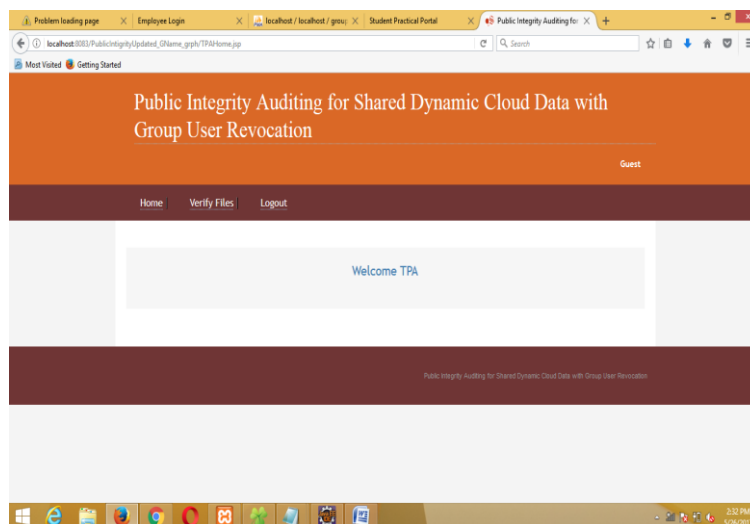 Problem loading page
Employee Login
localhost / localhost / group
Student Practical Portal
Public Integrity Auditing for
localhost:8083/PublicIntigrityUpdated_GName_grph/TPAHome.jsp
Search
Most Visited
Getting Started
Public Integrity Auditing for Shared Dynamic Cloud Data with
Group User Revocation
Guest
Home
Verify Files
Logout
Welcome TPA
Public Integrity Auditing for Shared Dynamic Cloud Data with Group User Revocation
2:32 PM